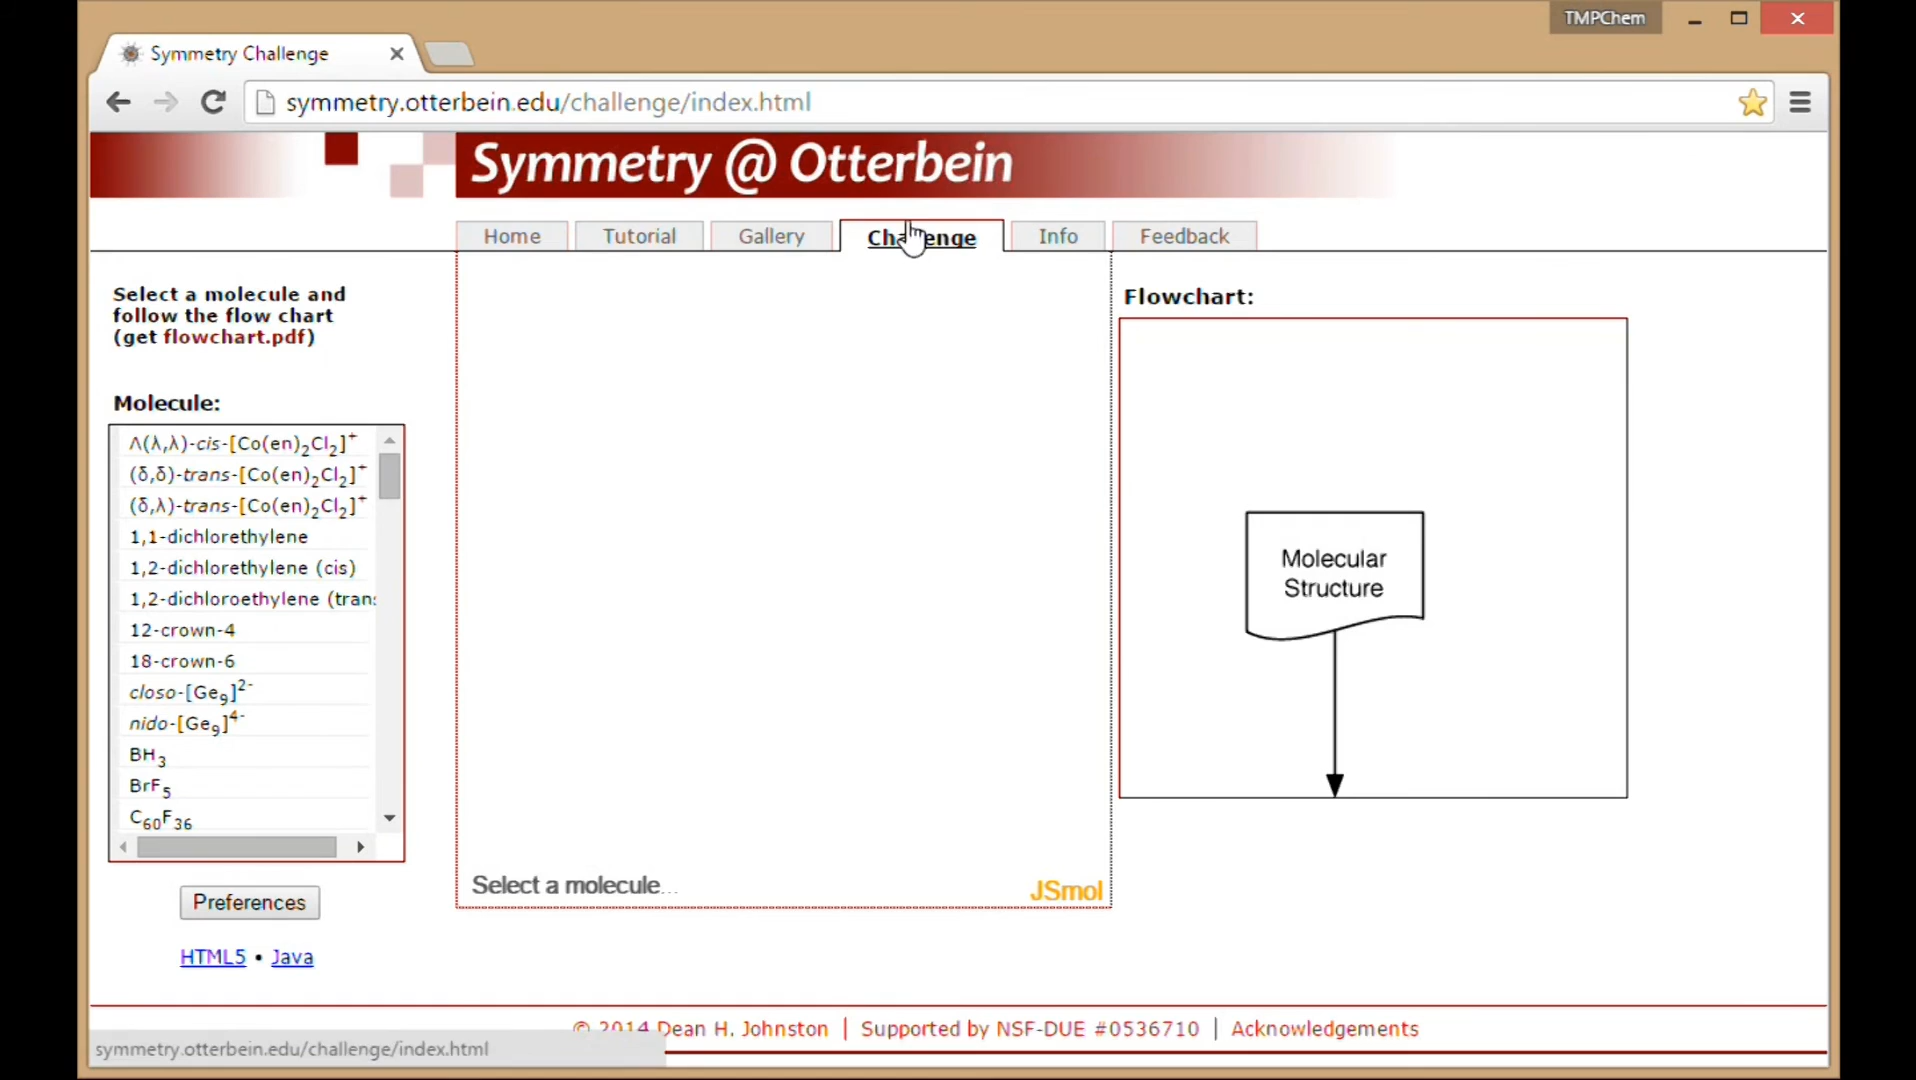 TMPChem
Symmetry Challenge
symmetry.otterbein.edu/challenge/index.html
Symmetry @ Otterbein
Home
Tutorial
Gallery
Challenge
Info
Feedback
Select a molecule and
follow the flow chart
(get flowchart.pdf)
Molecule:
Λ(λ,λ)-cis-[Co(en)₂Cl₂]⁺
(δ,δ)-trans-[Co(en)₂Cl₂]⁺
(δ,λ)-trans-[Co(en)₂Cl₂]⁺
1,1-dichlorethylene
1,2-dichlorethylene (cis)
1,2-dichloroethylene (trans
12-crown-4
18-crown-6
closo-[Ge₉]²⁻
nido-[Ge₉]⁴⁻
BH₃
BrF₅
C₆₀F₃₆
Preferences
HTML5 • Java
Select a molecule...
JSmol
Flowchart:
Molecular
Structure
© 2014 Dean H. Johnston | Supported by NSF-DUE #0536710 | Acknowledgements
symmetry.otterbein.edu/challenge/index.html